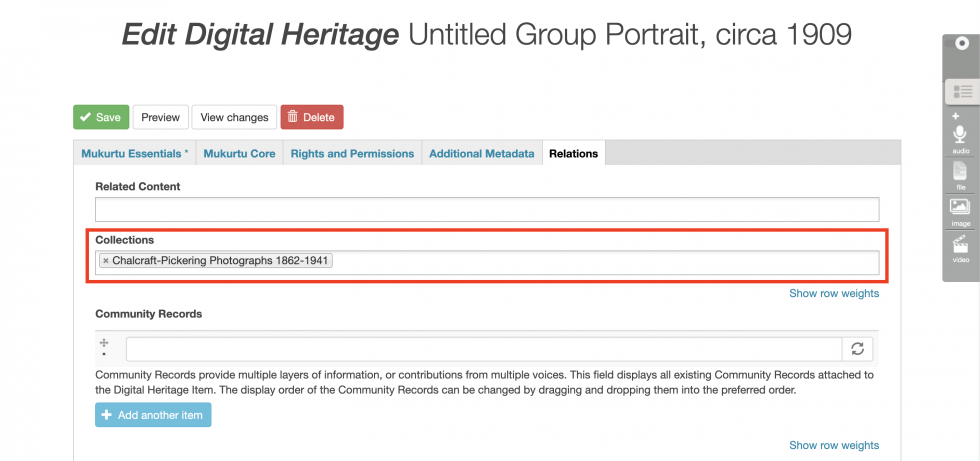 Edit Digital Heritage Untitled Group Portrait, circa 1909
Save Preview View changes Delete
Mukurtu Essentials * Mukurtu Core Rights and Permissions Additional Metadata Relations
Related Content
Collections
× Chalcraft-Pickering Photographs 1862-1941
Show row weights
Community Records
Community Records provide multiple layers of information, or contributions from multiple voices. This field displays all existing Community Records attached to
the Digital Heritage Item. The display order of the Community Records can be changed by dragging and dropping them into the preferred order.
+ Add another item
Show row weights
+
audio
file
image
video